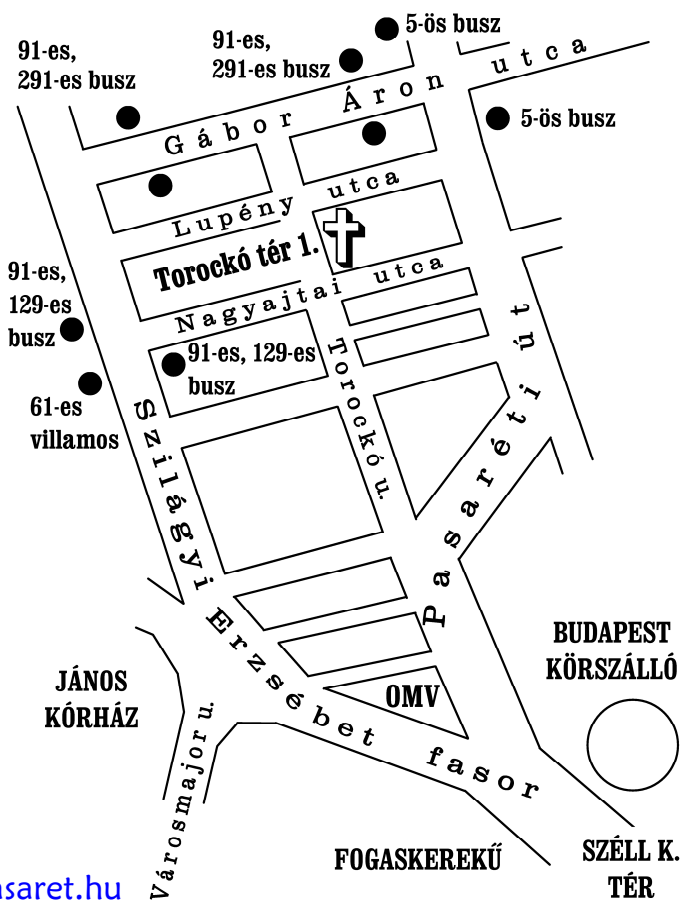 5-ös busz
91-es,
291-es busz
91-es,
291-es busz
Gábor Áron utca
5-ös busz
Lupény utca
Torockó tér 1.
Nagyajtai utca
91-es,
129-es
busz
91-es, 129-es
busz
61-es
villamos
Torockó u.
Pasaréti út
Szilágyi Erzsébet fasor
BUDAPEST
KÖRSZÁLLÓ
JÁNOS
KÓRHÁZ
OMV
Városmajor u.
FOGASKEREKŰ
SZÉLL K.
TÉR
asaret.hu